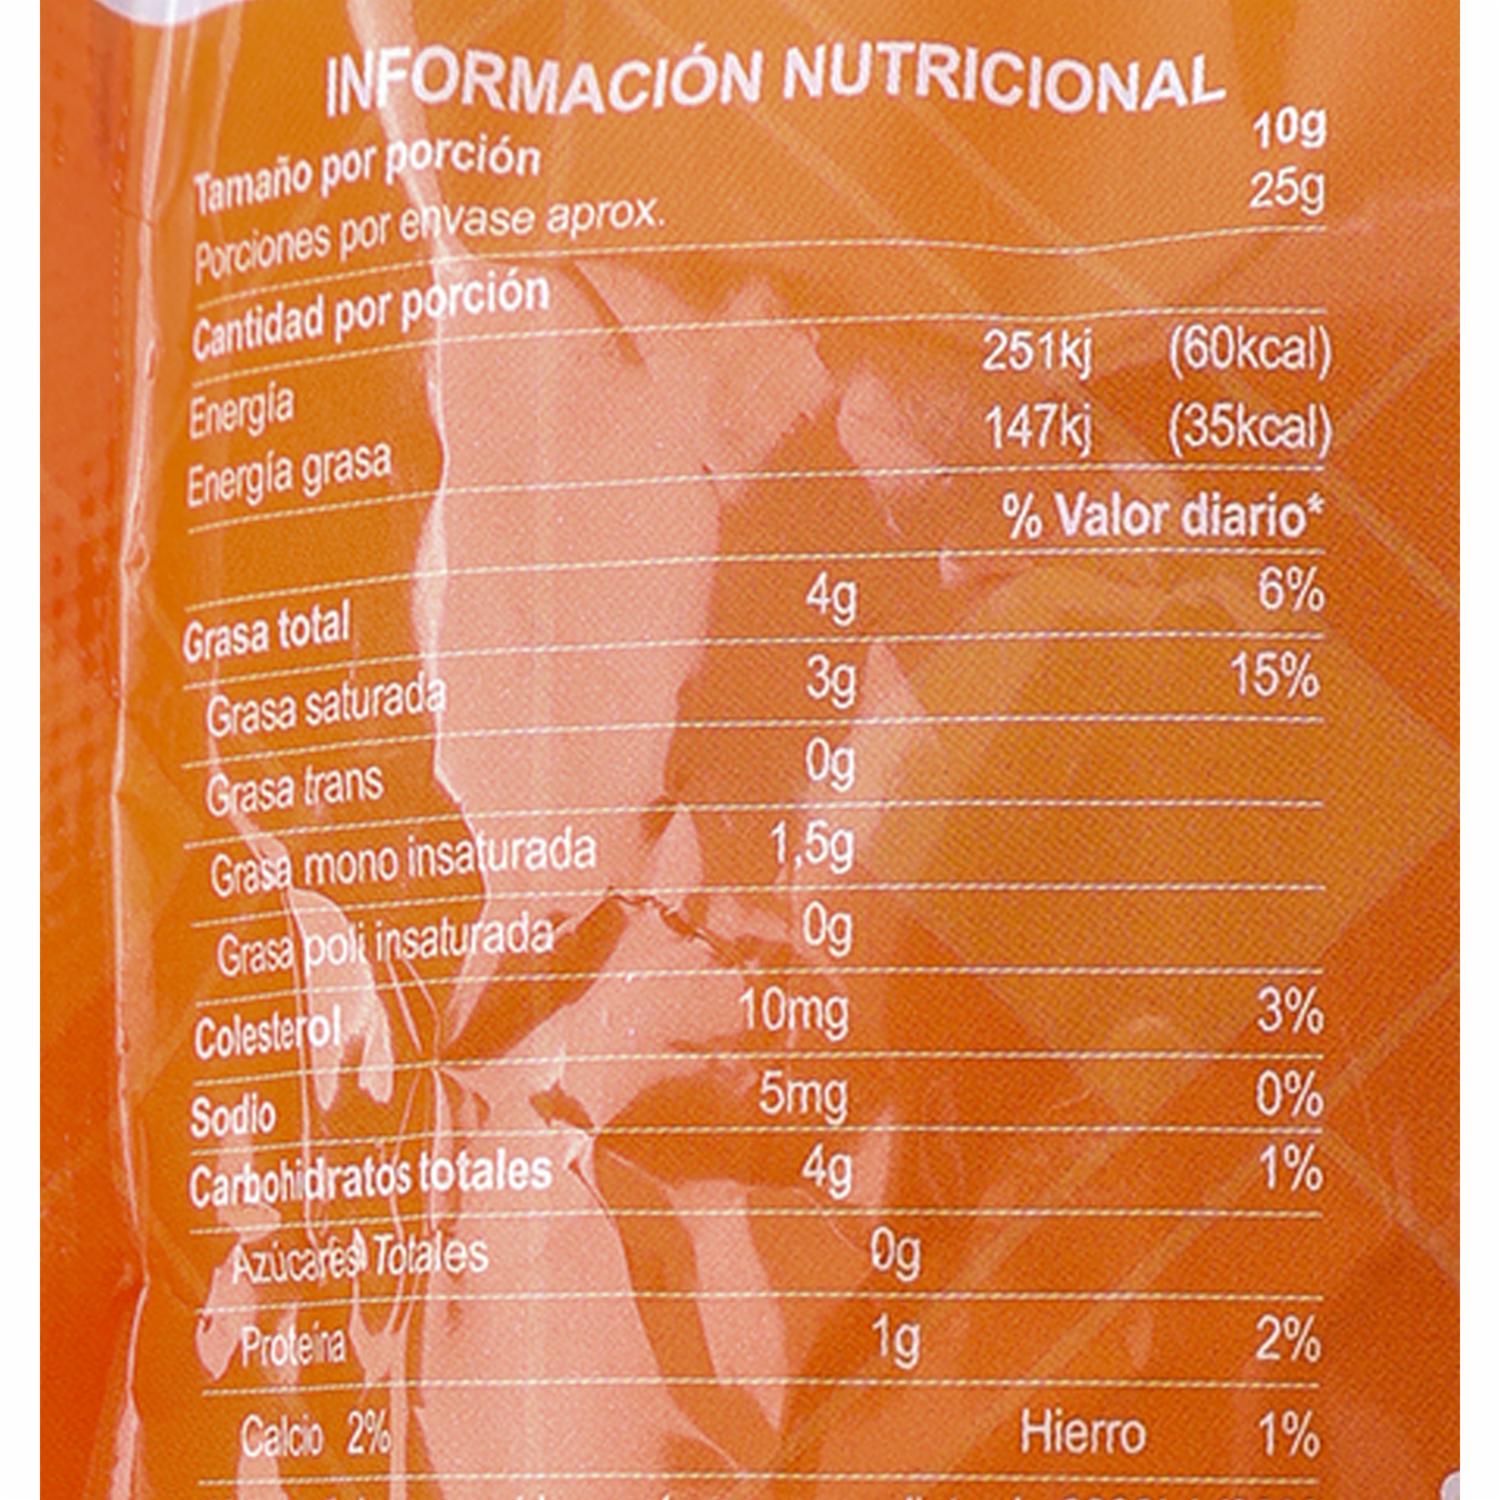 INFORMACIÓN NUTRICIONAL
Tamaño por porción 10g
Porciones por envase aprox. 25g
Cantidad por porción
Energía 251kj (60kcal)
Energía grasa 147kj (35kcal)
% Valor diario*
Grasa total 4g 6%
Grasa saturada 3g 15%
Grasa trans 0g
Grasa mono insaturada 1,5g
Grasa poli insaturada 0g
Colesterol 10mg 3%
Sodio 5mg 0%
Carbohidratos totales 4g 1%
Azúcares Totales 0g
Proteína 1g 2%
Calcio 2% Hierro 1%